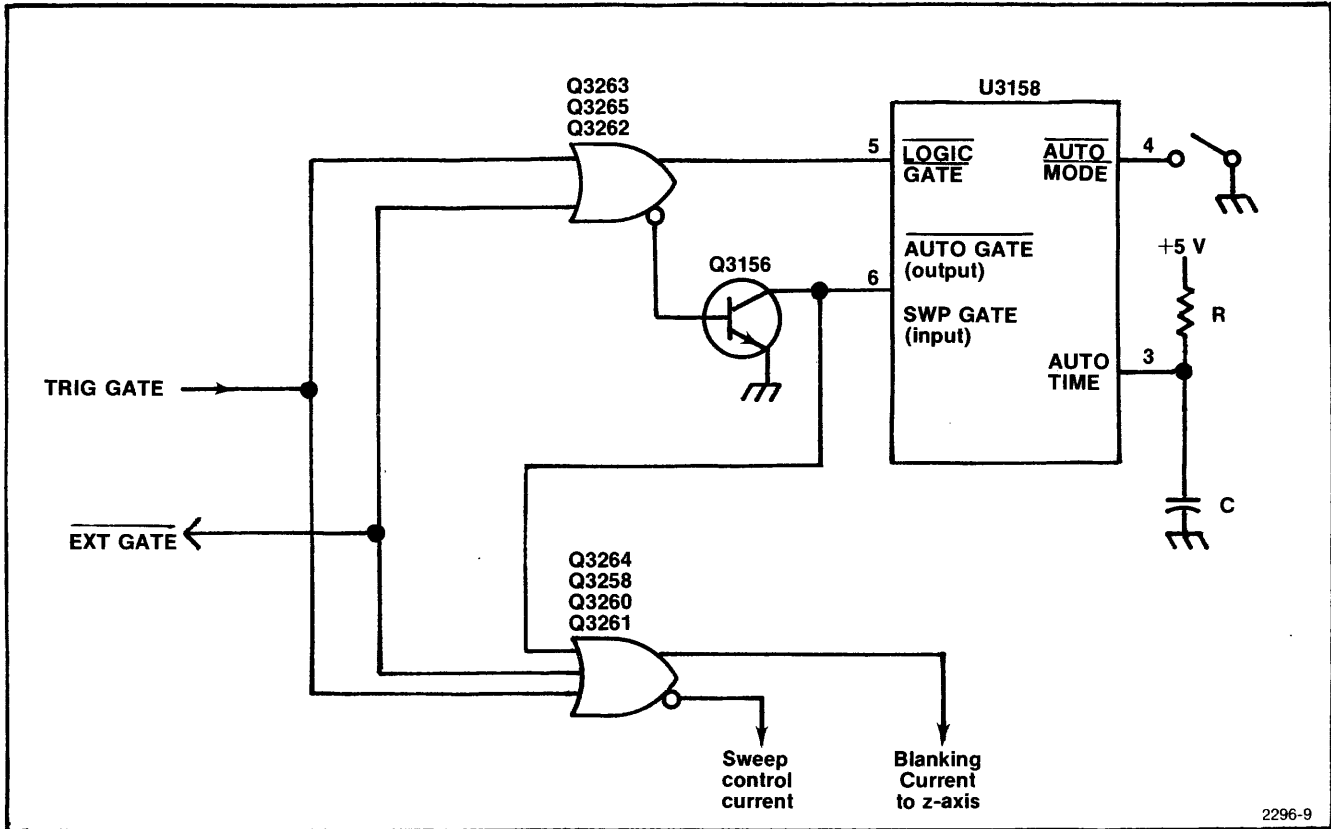 Q3263
Q3265
Q3262
U3158
5
LOGIC
GATE
AUTO
MODE
4
AUTO GATE
(output)
6
SWP GATE
(input)
Q3156
+5 V
R
AUTO
TIME
3
C
TRIG GATE
EXT GATE
Q3264
Q3258
Q3260
Q3261
Sweep
control
current
Blanking
Current
to z-axis
2296-9